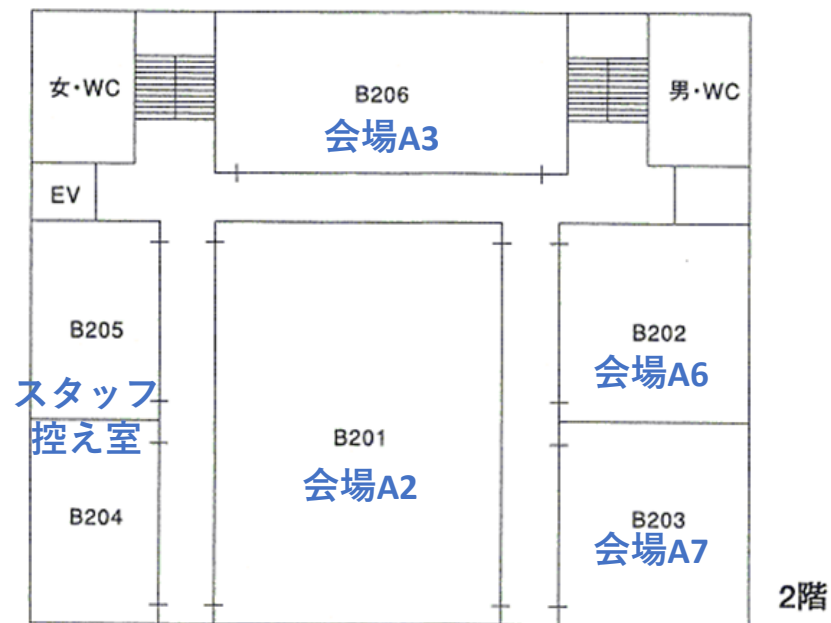 女・WC
B206
会場A3
男・WC
EV
B205
スタッフ
控え室
B204
B201
会場A2
B202
会場A6
B203
会場A7
2階